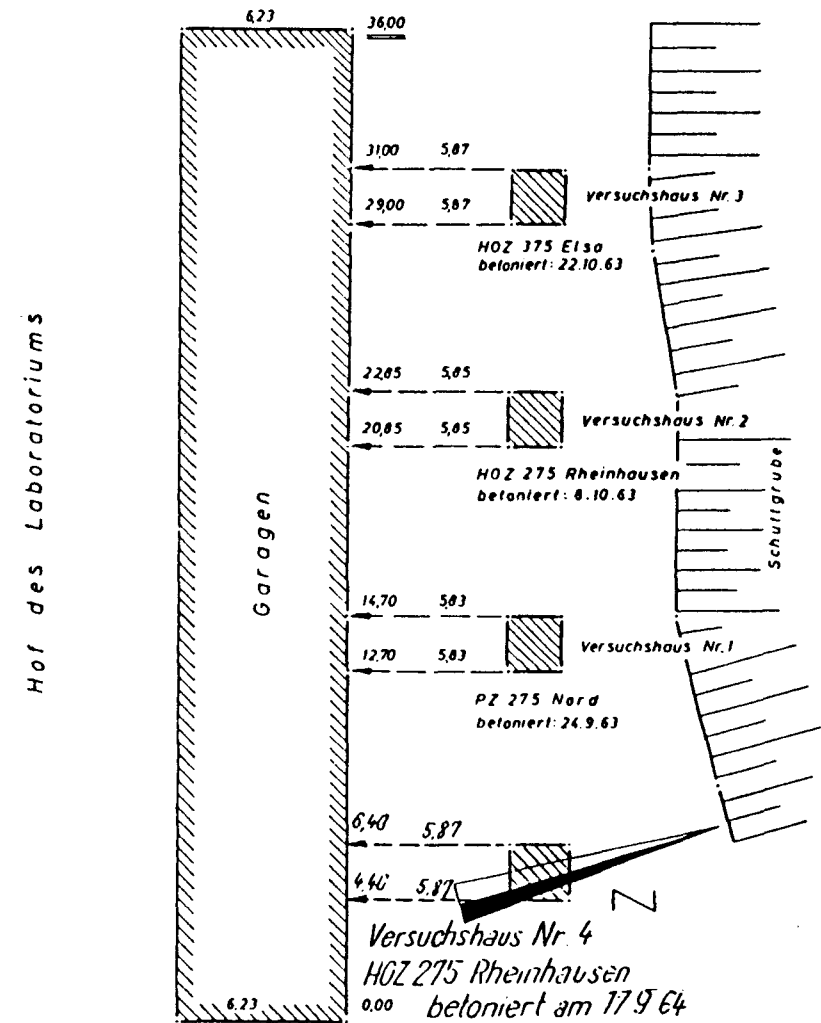 6,23
36,00
31,00 5,87
29,00 5,87
Versuchshaus Nr. 3
HOZ 375 Elsa
betoniert: 22.10.63
22,85 5,85
20,85 5,85
Versuchshaus Nr. 2
HOZ 275 Rheinhausen
betoniert: 8.10.63
14,70 5,83
12,70 5,83
Versuchshaus Nr. 1
PZ 275 Nord
betoniert: 24.9.63
6,40 5,87
4,40 5,87
N
Versuchshaus Nr. 4
HOZ 275 Rheinhausen
betoniert am 17.9.64
6,23
0,00
Hof des Laboratoriums
Garagen
Schuttgrube